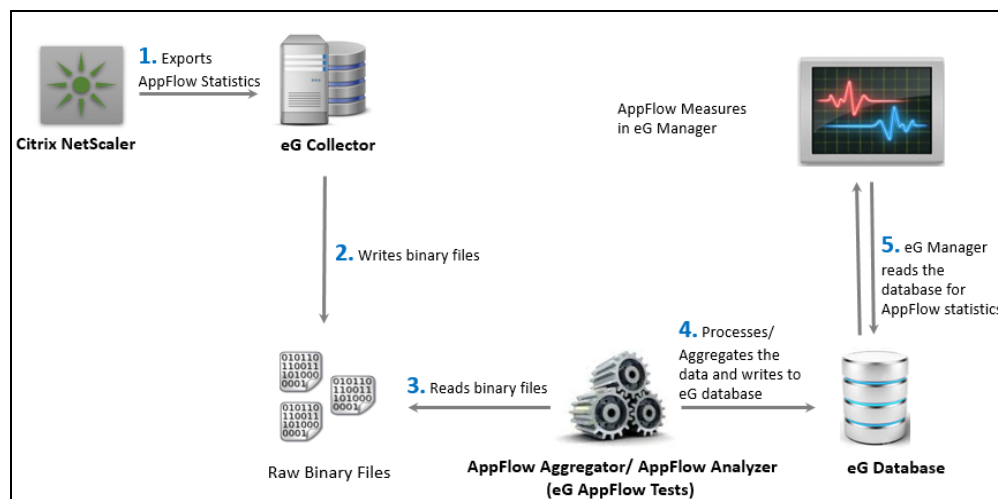 1. Exports
AppFlow Statistics
Citrix NetScaler
eG Collector
AppFlow Measures
in eG Manager
2. Writes binary files
5. eG Manager
reads the
database for
AppFlow statistics
010110
110011
101000
0001
010110
110011
101000
0001
010110
110011
101000
0001
Raw Binary Files
3. Reads binary files
4. Processes/
Aggregates the
data and writes to
eG database
AppFlow Aggregator/ AppFlow Analyzer
(eG AppFlow Tests)
eG Database